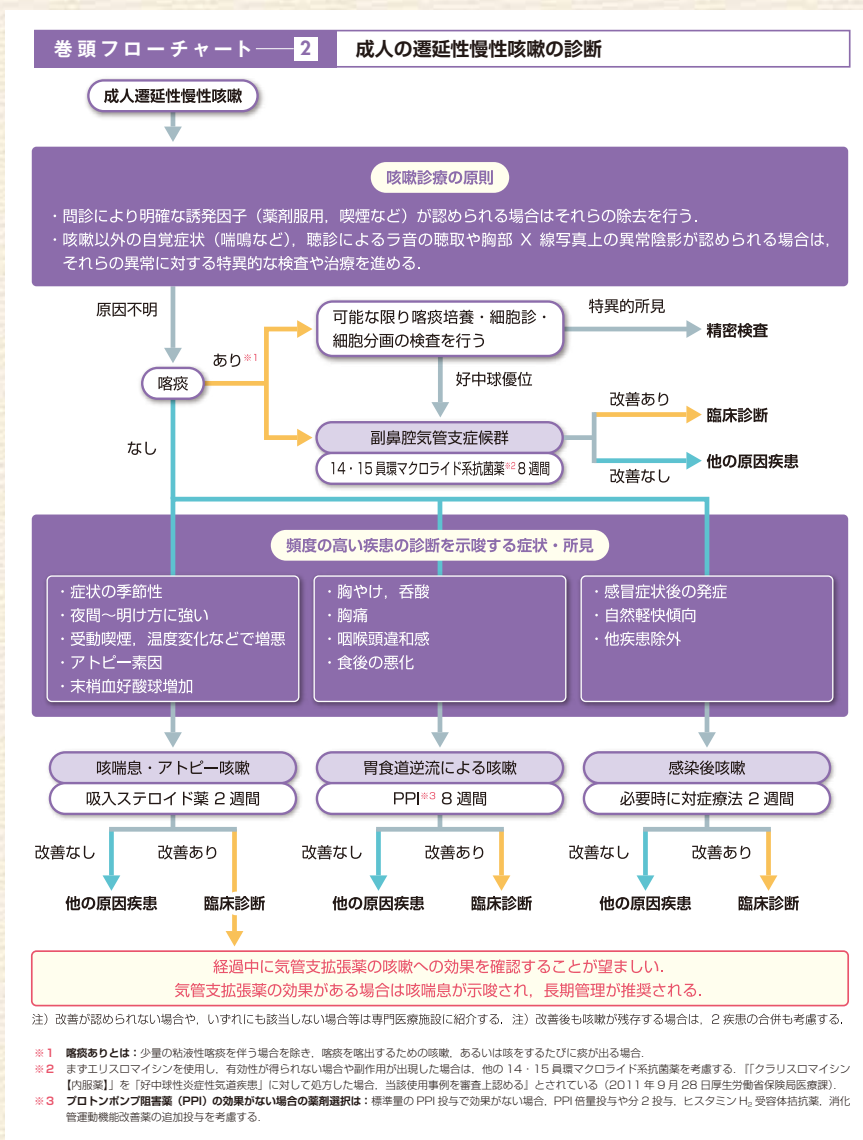 巻頭フローチャート──2 成人の遷延性慢性咳嗽の診断
成人遷延性慢性咳嗽
咳嗽診療の原則
・問診により明確な誘発因子（薬剤服用，喫煙など）が認められる場合はそれらの除去を行う．
・咳嗽以外の自覚症状（喘鳴など），聴診によるラ音の聴取や胸部 X 線写真上の異常陰影が認められる場合は，
それらの異常に対する特異的な検査や治療を進める．
原因不明
可能な限り喀痰培養・細胞診・
細胞分画の検査を行う
特異的所見
精密検査
あり※1
喀痰
好中球優位
改善あり
臨床診断
副鼻腔気管支症候群
14・15 員環マクロライド系抗菌薬※2 8 週間
なし
他の原因疾患
改善なし
頻度の高い疾患の診断を示唆する症状・所見
・症状の季節性
・夜間〜明け方に強い
・受動喫煙，温度変化などで増悪
・アトピー素因
・末梢血好酸球増加
・胸やけ，呑酸
・胸痛
・咽喉頭違和感
・食後の悪化
・感冒症状後の発症
・自然軽快傾向
・他疾患除外
咳喘息・アトピー咳嗽
吸入ステロイド薬 2 週間
胃食道逆流による咳嗽
PPI※3 8 週間
感染後咳嗽
必要時に対症療法 2 週間
改善なし 改善あり 改善なし 改善あり 改善なし 改善あり
他の原因疾患 臨床診断 他の原因疾患 臨床診断 他の原因疾患 臨床診断
経過中に気管支拡張薬の咳嗽への効果を確認することが望ましい．
気管支拡張薬の効果がある場合は咳喘息が示唆され，長期管理が推奨される．
注）改善が認められない場合や，いずれにも該当しない場合等は専門医療施設に紹介する．注）改善後も咳嗽が残存する場合は，2 疾患の合併も考慮する．
※1 喀痰ありとは：少量の粘液性喀痰を伴う場合を除き，喀痰を喀出するための咳嗽，あるいは咳をするたびに痰が出る場合．
※2 まずエリスロマイシンを使用し，有効性が得られない場合や副作用が出現した場合は，他の 14・15 員環マクロライド系抗菌薬を考慮する．『「クラリスロマイシン
【内服薬】」を「好中球性炎症性気道疾患」に対して処方した場合，当該使用事例を審査上認める』とされている（2011 年 9 月 28 日厚生労働省保険局医療課）．
※3 プロトンポンプ阻害薬（PPI）の効果がない場合の薬剤選択は：標準量の PPI 投与で効果がない場合，PPI 倍量投与や分 2 投与，ヒスタミン H₂ 受容体拮抗薬，消化
管運動機能改善薬の追加投与を考慮する．